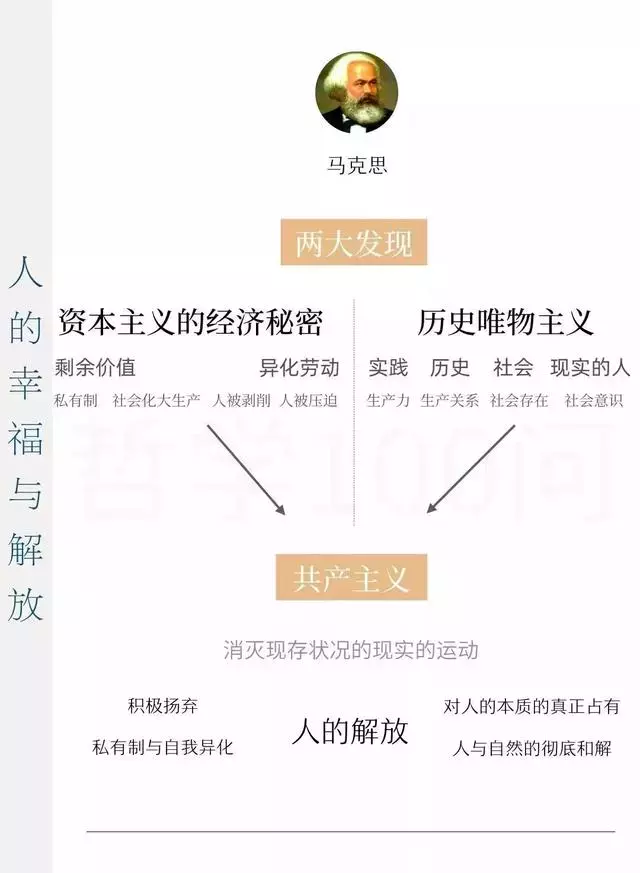 人的幸福与解放
马克思
两大发现
资本主义的经济秘密
剩余价值 异化劳动
私有制 社会化大生产 人被剥削 人被压迫
历史唯物主义
实践 历史 社会 现实的人
生产力 生产关系 社会存在 社会意识
哲学100问
共产主义
消灭现存状况的现实的运动
积极扬弃
私有制与自我异化
人的解放
对人的本质的真正占有
人与自然的彻底和解